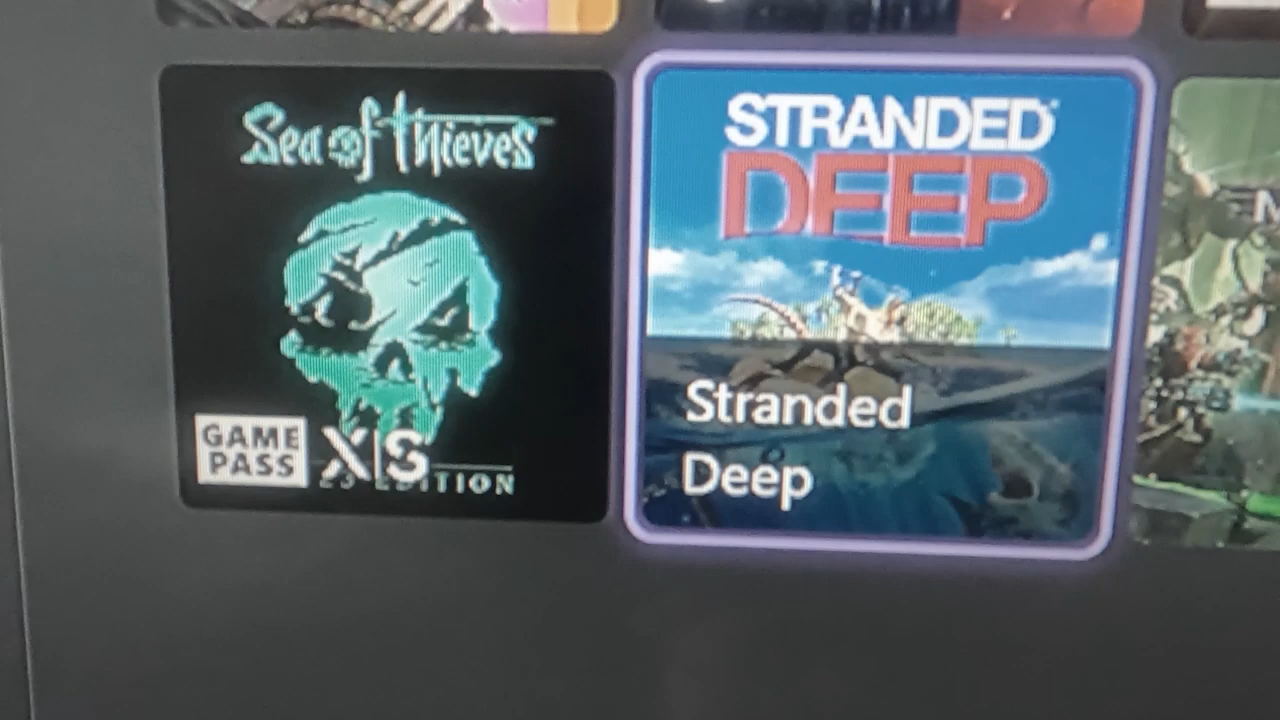 Sea of Thieves
GAME
PASS
X|S
EDITION
STRANDED
DEEP
Stranded
Deep